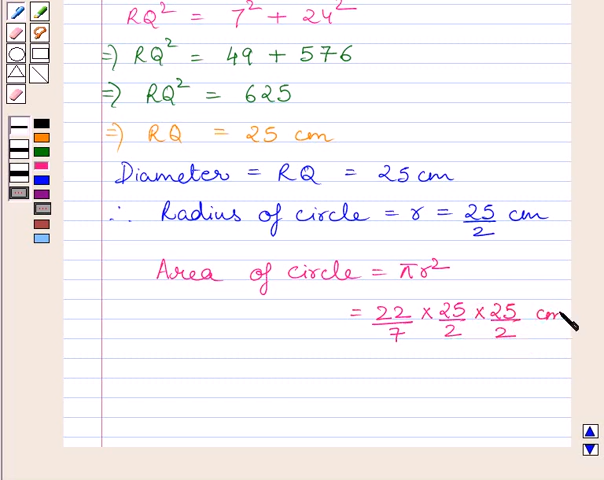 RQ² = 7² + 24²
⇒) RQ² = 49 + 576
⇒) RQ² = 625
⇒) RQ = 25 cm
Diameter = RQ = 25 cm
∴ Radius of circle = r = 25/2 cm
Area of circle = πr²
= 22/7 × 25/2 × 25/2 cm